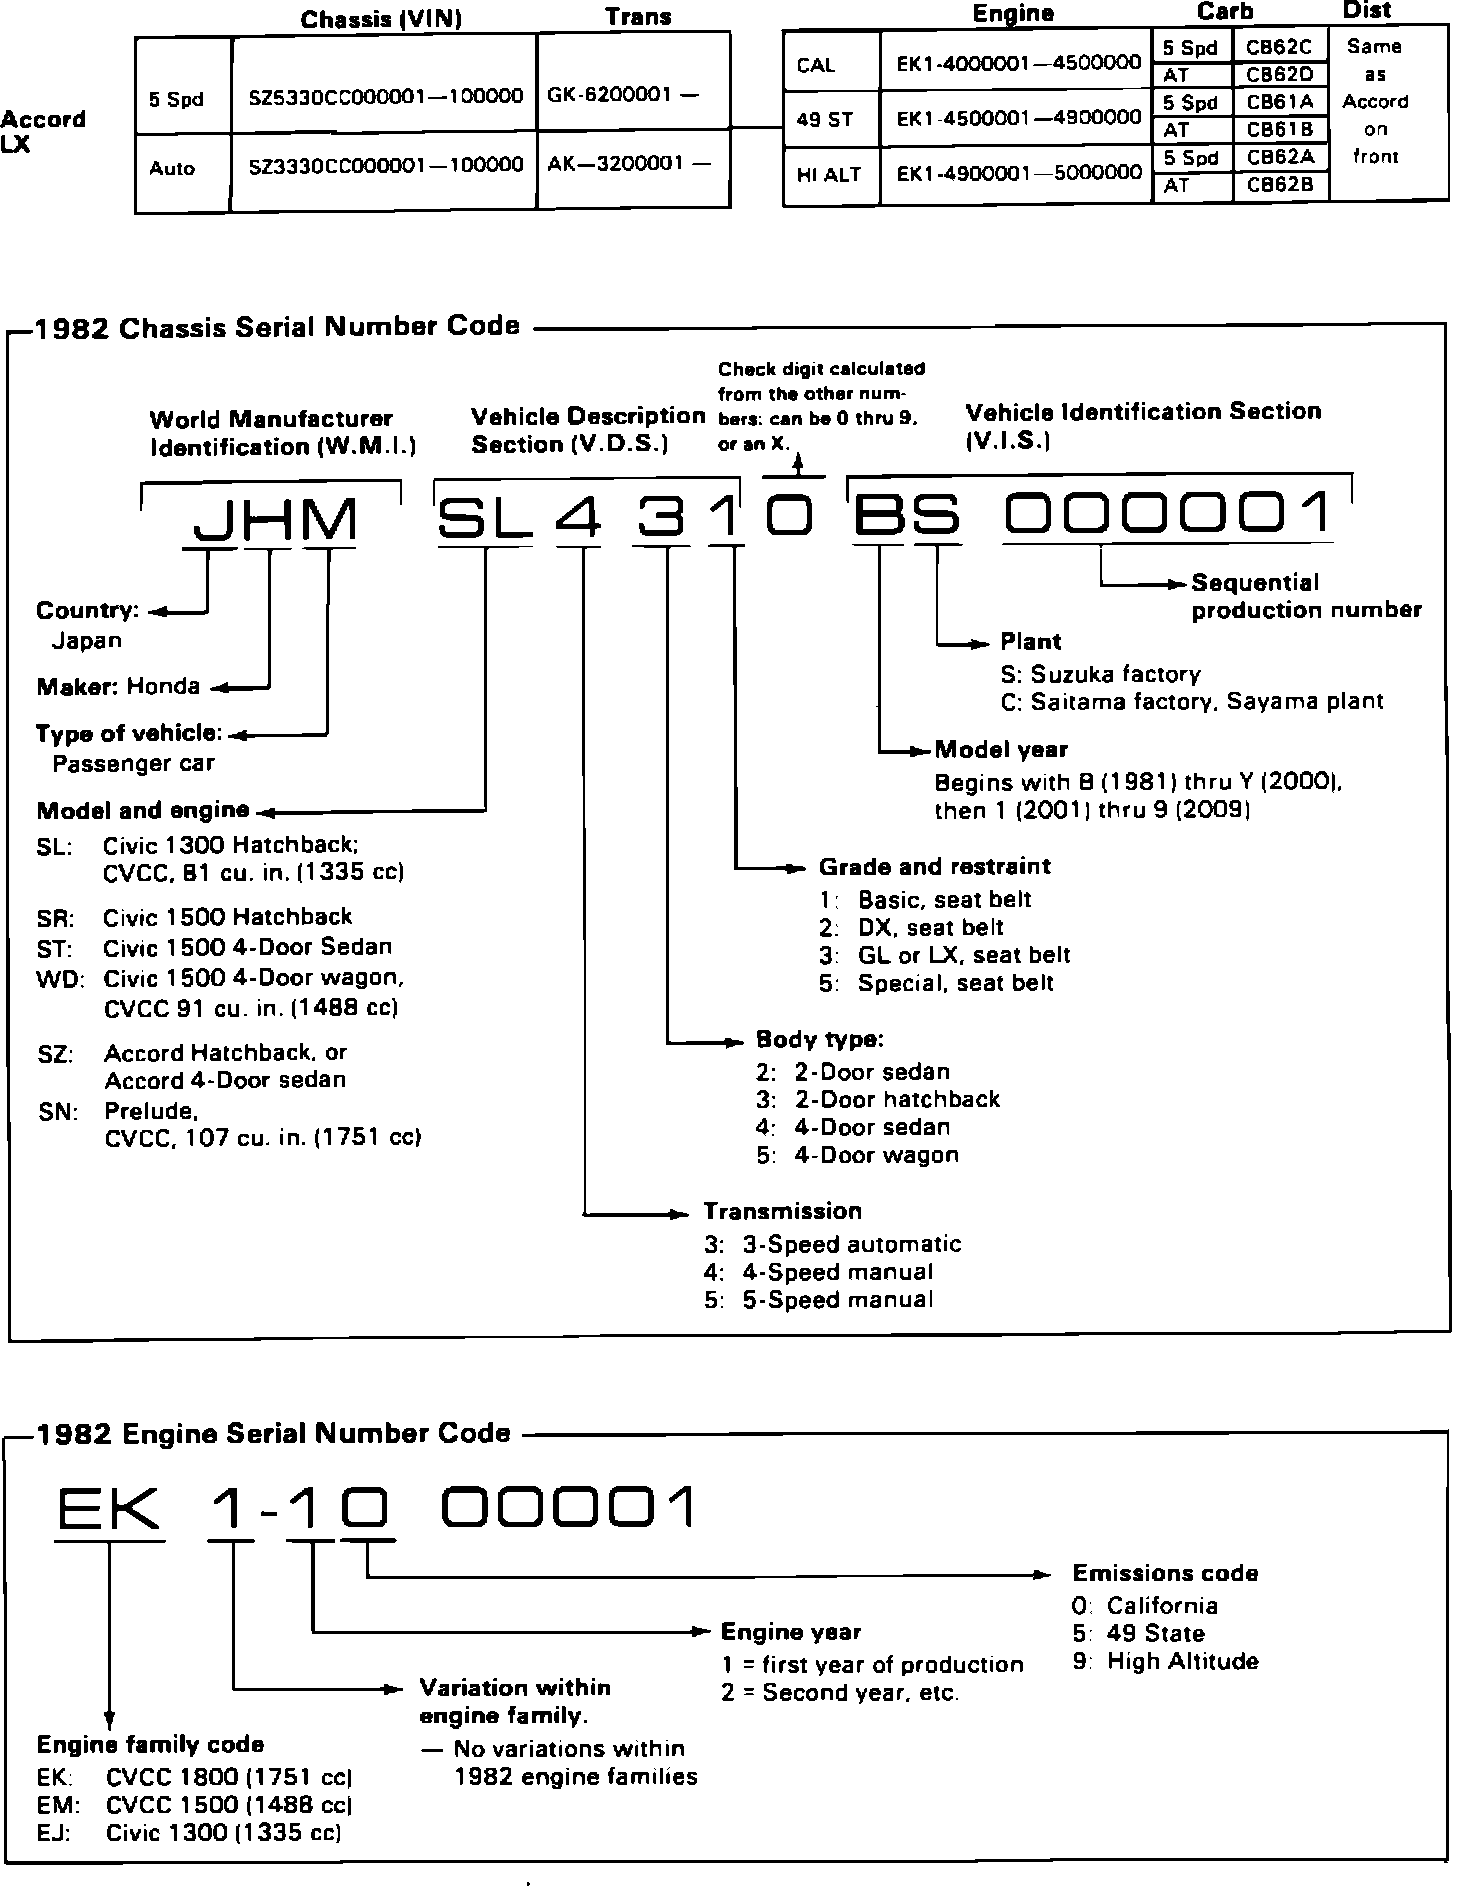 Chassis (VIN) Trans Engine Carb Dist
Accord LX
5 Spd SZ5330CC000001—100000 GK-6200001 —
Auto SZ3330CC000001—100000 AK—3200001 —
CAL EK1-4000001—4500000 5 Spd CB62C
AT CB62D
49 ST EK1-4500001—4900000 5 Spd CB61A
AT CB61B
HI ALT EK1-4900001—5000000 5 Spd CB62A
AT CB62B
Same
as
Accord
on
front
1982 Chassis Serial Number Code
World Manufacturer
Identification (W.M.I.)
Vehicle Description
Section (V.D.S.)
Check digit calculated
from the other num-
bers: can be 0 thru 9,
or an X.
Vehicle Identification Section
(V.I.S.)
JHM SL 4 3 1 0 BS 000001
Country:
Japan
Maker: Honda
Type of vehicle:
Passenger car
Model and engine
SL: Civic 1300 Hatchback;
CVCC, 81 cu. in. (1335 cc)
SR: Civic 1500 Hatchback
ST: Civic 1500 4-Door Sedan
WD: Civic 1500 4-Door wagon,
CVCC 91 cu. in. (1488 cc)
SZ: Accord Hatchback, or
Accord 4-Door sedan
SN: Prelude,
CVCC, 107 cu. in. (1751 cc)
Sequential
production number
Plant
S: Suzuka factory
C: Saitama factory, Sayama plant
Model year
Begins with B (1981) thru Y (2000),
then 1 (2001) thru 9 (2009)
Grade and restraint
1: Basic, seat belt
2: DX, seat belt
3: GL or LX, seat belt
5: Special, seat belt
Body type:
2: 2-Door sedan
3: 2-Door hatchback
4: 4-Door sedan
5: 4-Door wagon
Transmission
3: 3-Speed automatic
4: 4-Speed manual
5: 5-Speed manual
1982 Engine Serial Number Code
EK 1-10 00001
Emissions code
0: California
5: 49 State
9: High Altitude
Engine year
1 = first year of production
2 = Second year, etc.
Variation within
engine family.
— No variations within
1982 engine families
Engine family code
EK: CVCC 1800 (1751 cc)
EM: CVCC 1500 (1488 cc)
EJ: Civic 1300 (1335 cc)